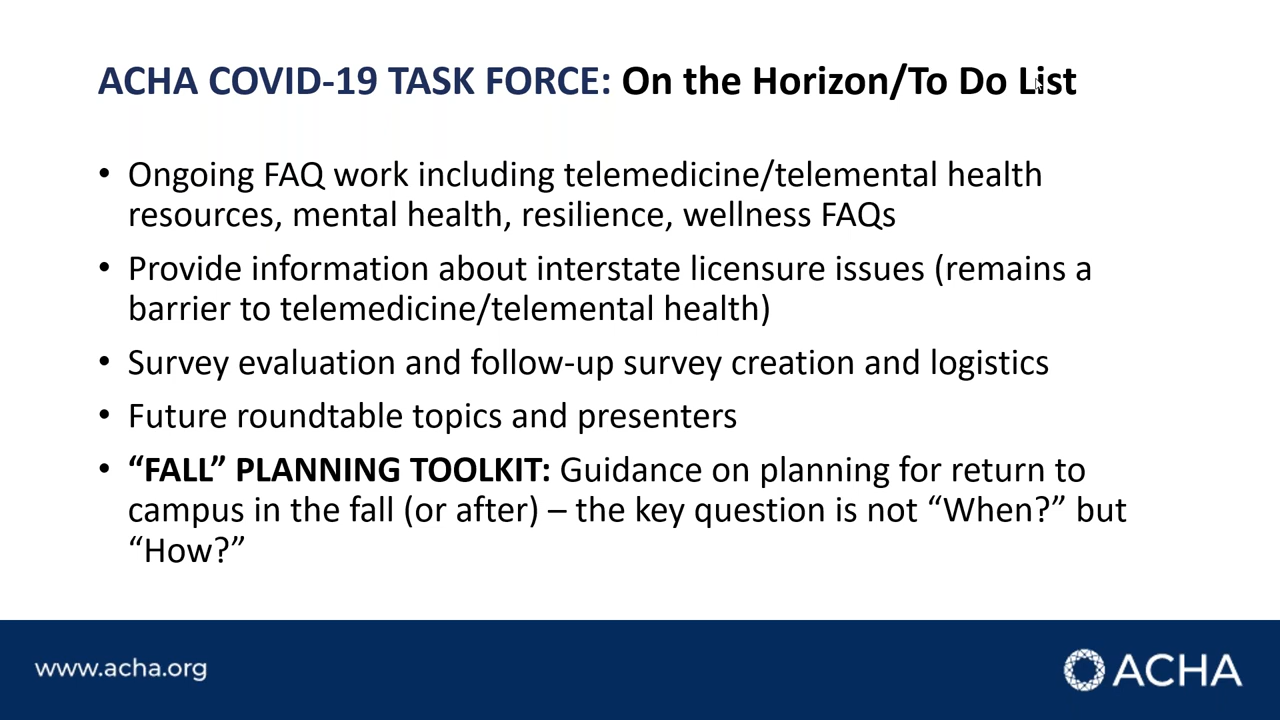 ACHA COVID-19 TASK FORCE: On the Horizon/To Do List
• Ongoing FAQ work including telemedicine/telemental health
resources, mental health, resilience, wellness FAQs
• Provide information about interstate licensure issues (remains a
barrier to telemedicine/telemental health)
• Survey evaluation and follow-up survey creation and logistics
• Future roundtable topics and presenters
• “FALL” PLANNING TOOLKIT: Guidance on planning for return to
campus in the fall (or after) – the key question is not “When?” but
“How?”
www.acha.org
ACHA